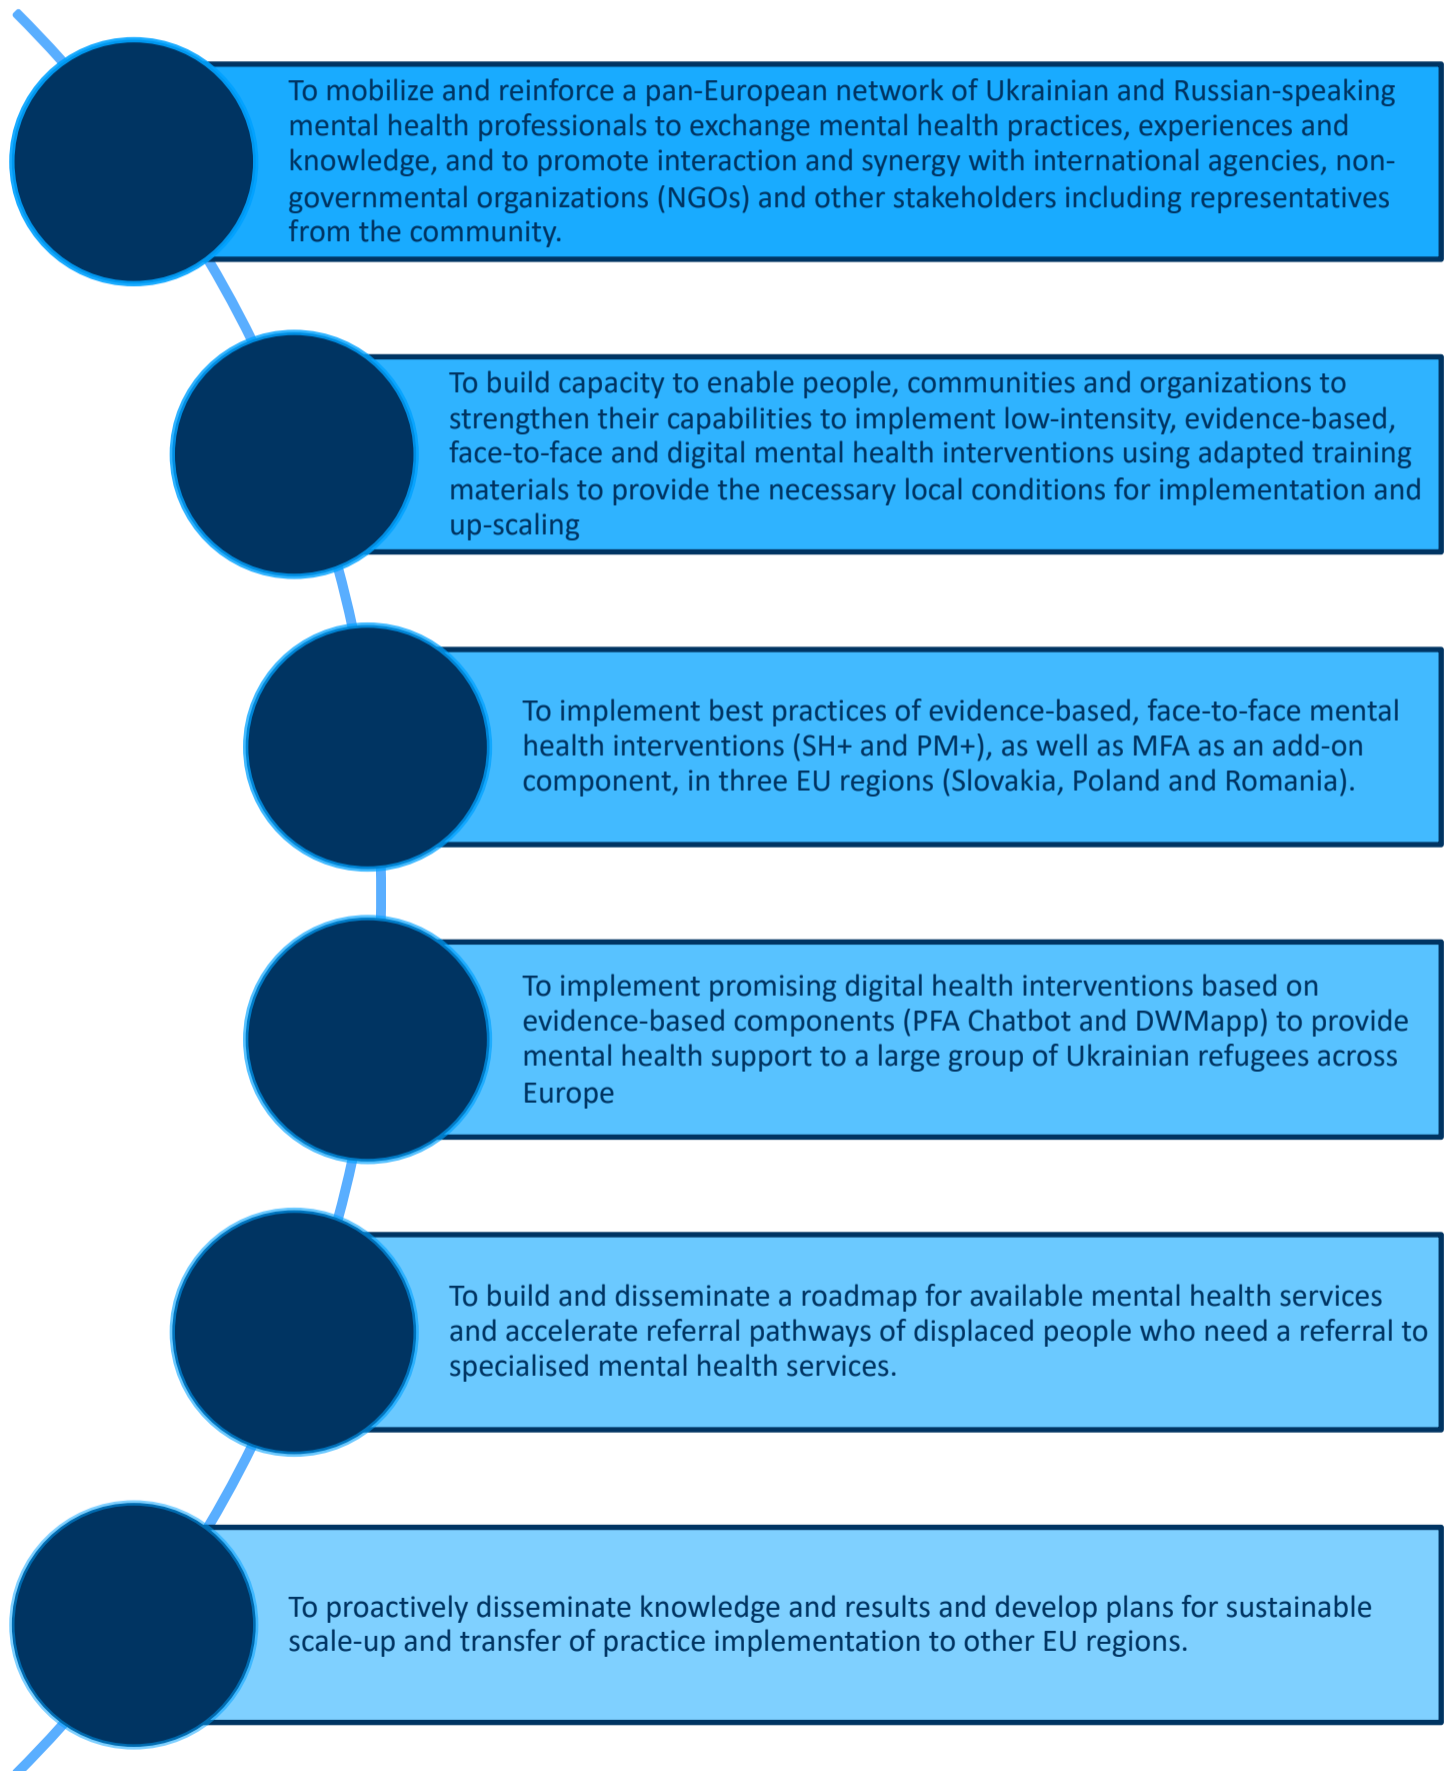 To mobilize and reinforce a pan-European network of Ukrainian and Russian-speaking
mental health professionals to exchange mental health practices, experiences and
knowledge, and to promote interaction and synergy with international agencies, non-
governmental organizations (NGOs) and other stakeholders including representatives
from the community.
To build capacity to enable people, communities and organizations to
strengthen their capabilities to implement low-intensity, evidence-based,
face-to-face and digital mental health interventions using adapted training
materials to provide the necessary local conditions for implementation and
up-scaling
To implement best practices of evidence-based, face-to-face mental
health interventions (SH+ and PM+), as well as MFA as an add-on
component, in three EU regions (Slovakia, Poland and Romania).
To implement promising digital health interventions based on
evidence-based components (PFA Chatbot and DWMapp) to provide
mental health support to a large group of Ukrainian refugees across
Europe
To build and disseminate a roadmap for available mental health services
and accelerate referral pathways of displaced people who need a referral to
specialised mental health services.
To proactively disseminate knowledge and results and develop plans for sustainable
scale-up and transfer of practice implementation to other EU regions.